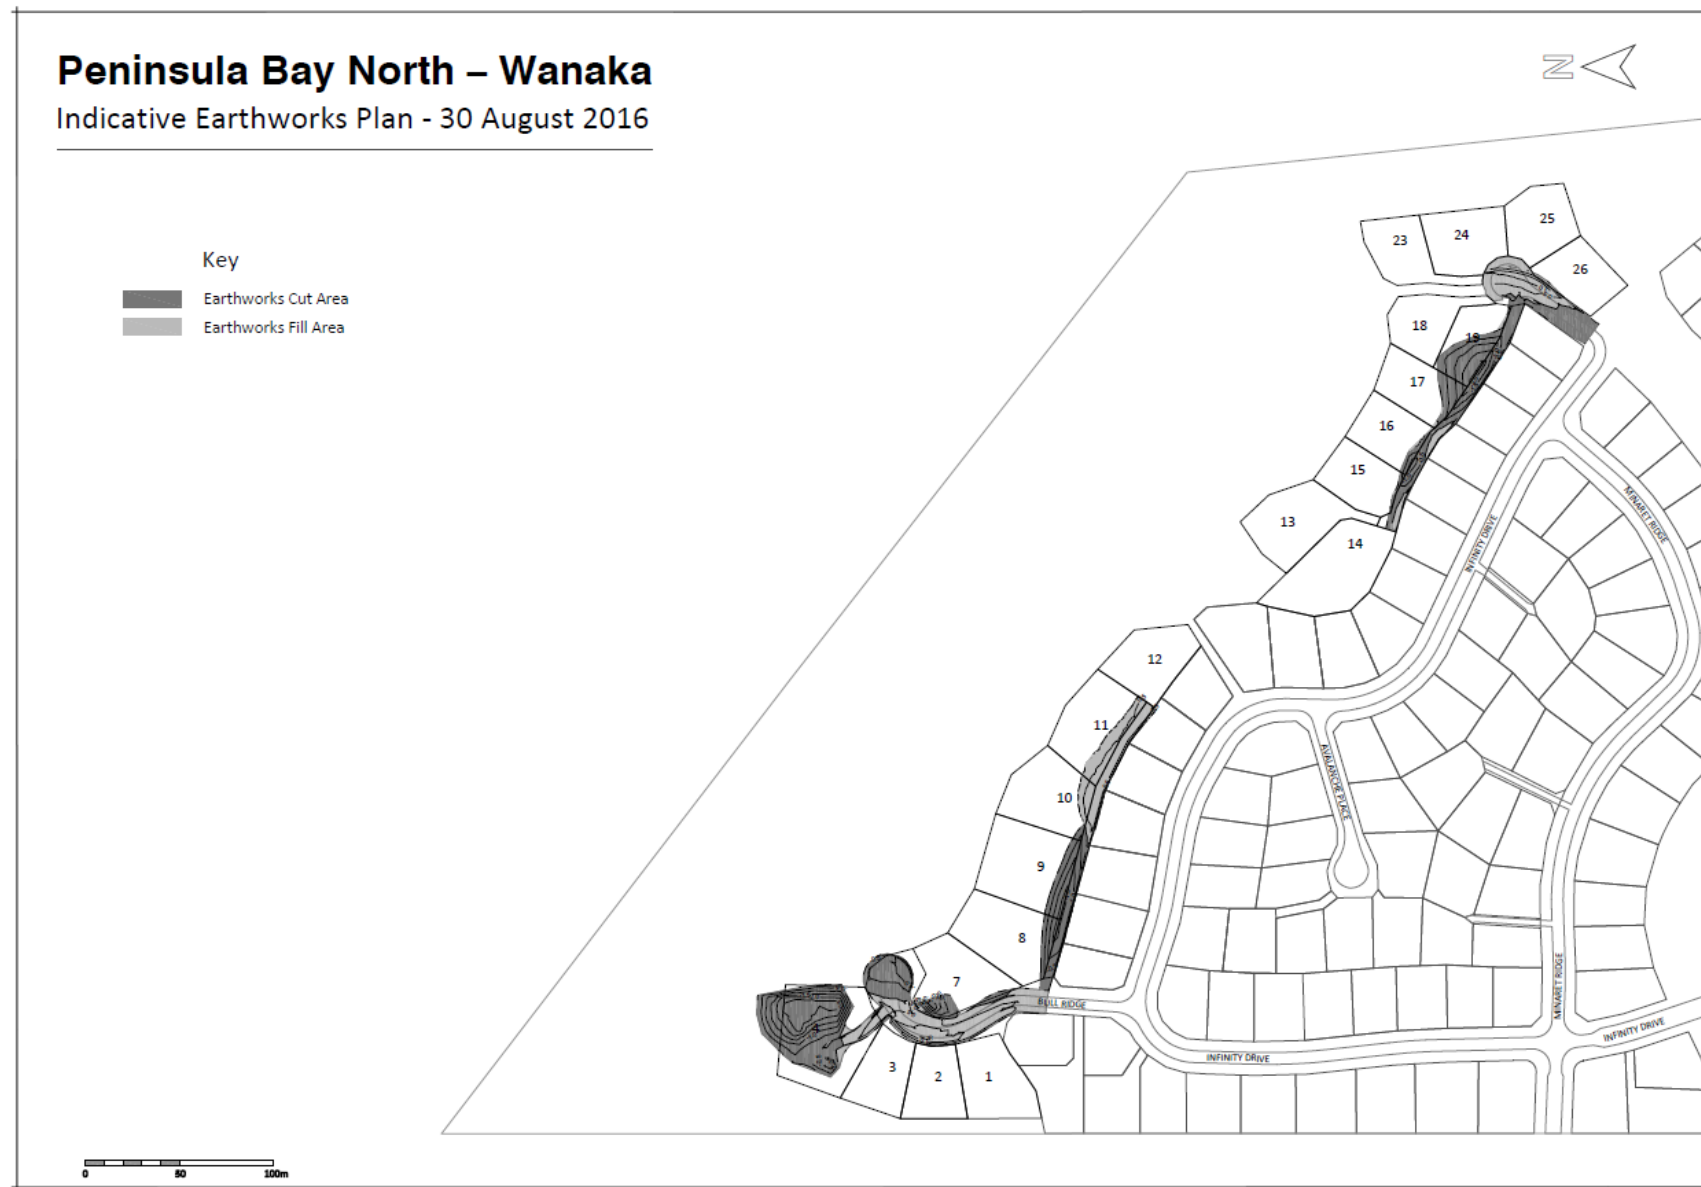 Peninsula Bay North – Wanaka
Indicative Earthworks Plan - 30 August 2016
N
Key
Earthworks Cut Area
Earthworks Fill Area
25
24
23
26
18
19
17
16
15
13
14
MINARET RIDGE
INFINITY DRIVE
12
11
AVALANCHE PLACE
10
9
8
7
BULL RIDGE
4
MINARET RIDGE
INFINITY DRIVE
INFINITY DRIVE
3
2
1
0
50
100m